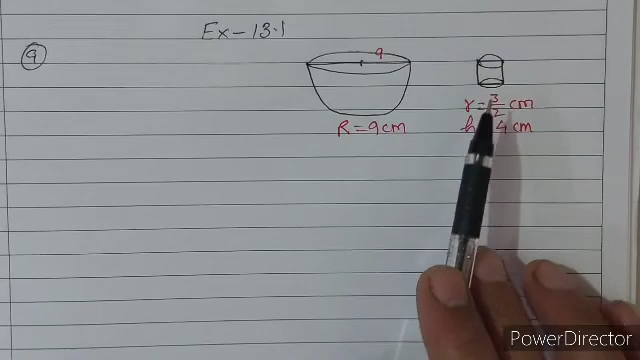 Ex-13.1
9
9
R=9cm
r=3/2 cm
h 4 cm
PowerDirector